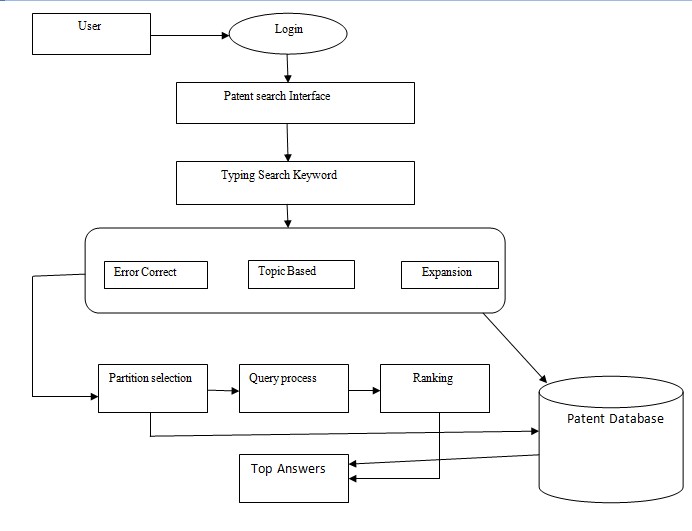 User
Login
Patent search Interface
Typing Search Keyword
Error Correct
Topic Based
Expansion
Partition selection
Query process
Ranking
Patent Database
Top Answers